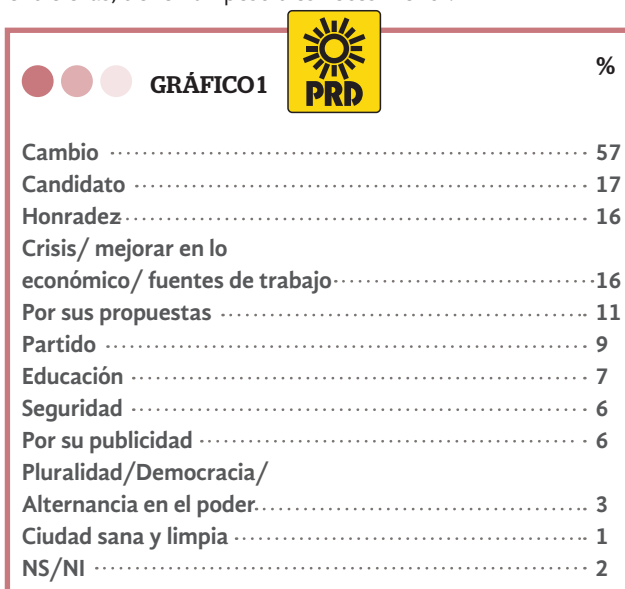 GRÁFICO1
PRD
%
Cambio 57
Candidato 17
Honradez 16
Crisis/ mejorar en lo
económico/ fuentes de trabajo 16
Por sus propuestas 11
Partido 9
Educación 7
Seguridad 6
Por su publicidad 6
Pluralidad/Democracia/
Alternancia en el poder 3
Ciudad sana y limpia 1
NS/NI 2